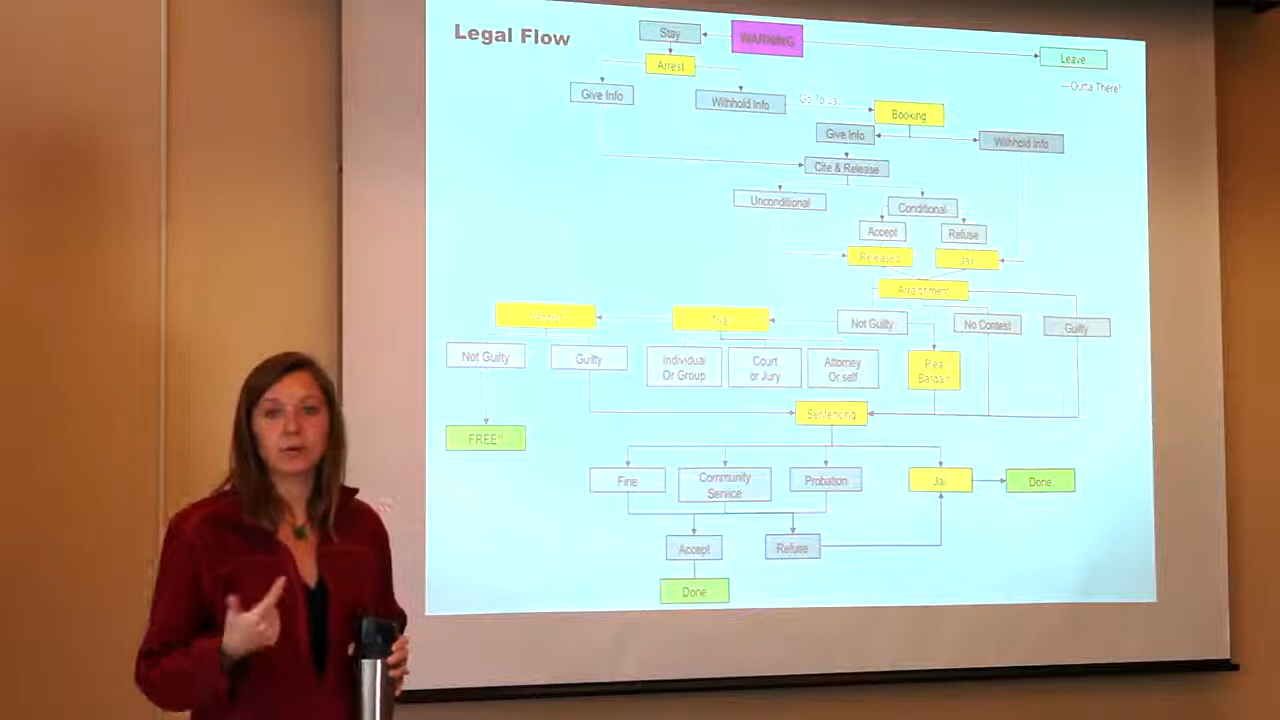 Legal Flow
Stay
WARNING
Leave
---Outta There!
Arrest
Give Info
Withhold Info
Go To Ja
Booking
Give Info
Withhold Info
Cite & Release
Unconditional
Conditional
Accept
Refuse
Released
Jail
Arraignment
Verdict
Trial
Not Guilty
No Contest
Guilty
Not Guilty
Guilty
Individual
Or Group
Court
or Jury
Attorney
Or self
Plea
Bargain
Sentencing
FREE!!
Fine
Community
Service
Probation
Jail
Done
Accept
Refuse
Done